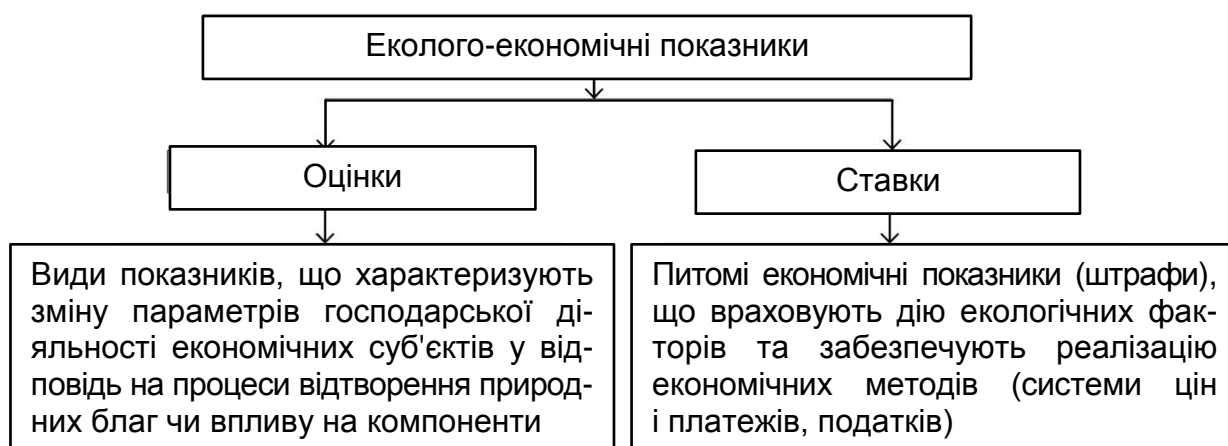 Еколого-економічні показники
Оцінки
Ставки
Види показників, що характеризують
зміну параметрів господарської ді-
яльності економічних суб'єктів у від-
повідь на процеси відтворення природ-
них благ чи впливу на компоненти
Питомі економічні показники (штрафи),
що враховують дію екологічних фак-
торів та забезпечують реалізацію
економічних методів (системи цін
і платежів, податків)